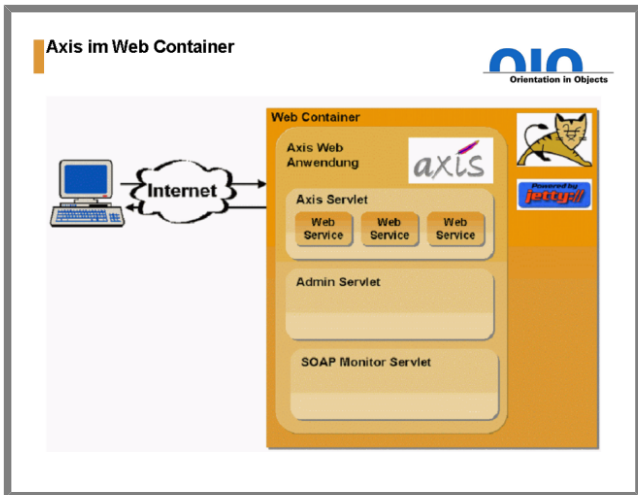 Axis im Web Container
OIO
Orientation in Objects
Web Container
Axis Web
Anwendung
axis
Powered by
jetty://
Internet
Axis Servlet
Web
Service
Web
Service
Web
Service
Admin Servlet
SOAP Monitor Servlet